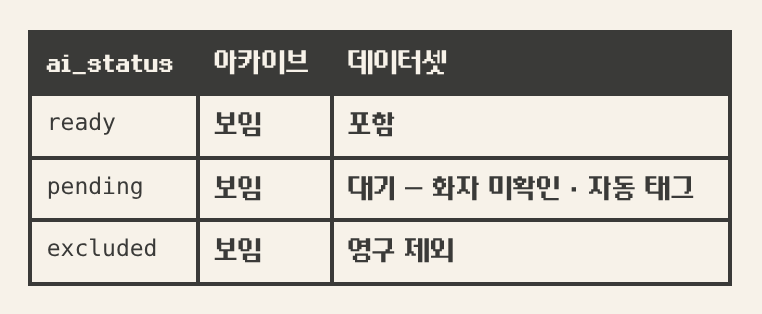 ai_status 아카이브 데이터셋
ready 보임 포함
pending 보임 대기 — 화자 미확인 · 자동 태그
excluded 보임 영구 제외